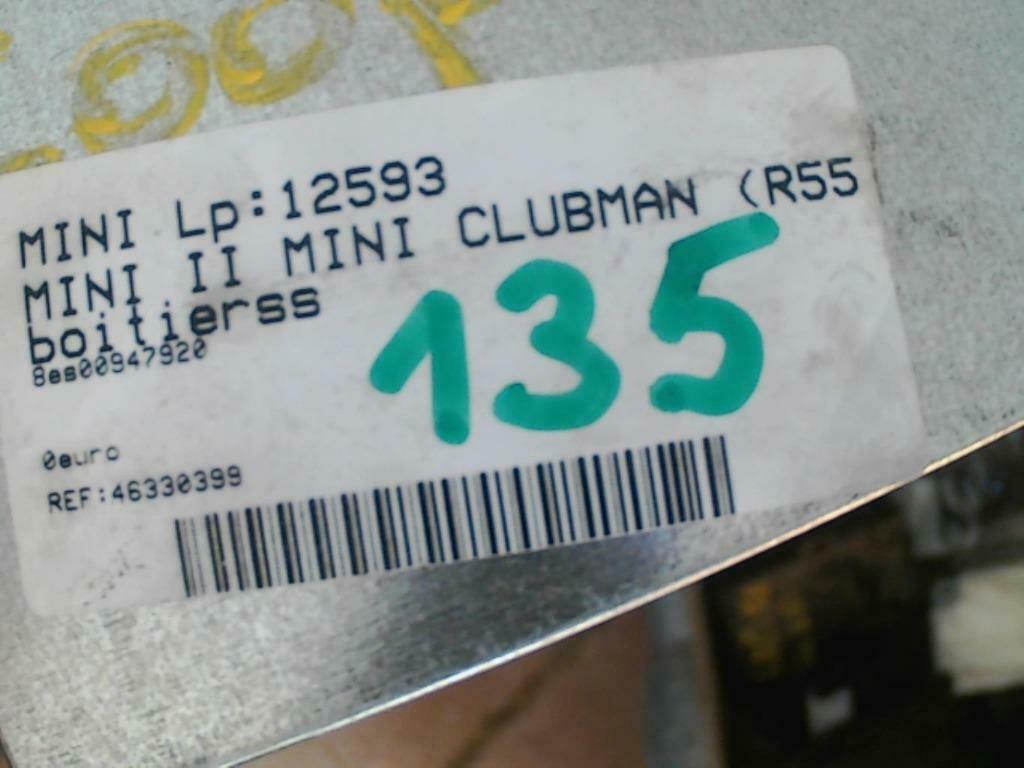 MINI Lp:12593
MINI II MINI CLUBMAN (R55
boitierss
8es00947920
135
0euro
REF:46330399